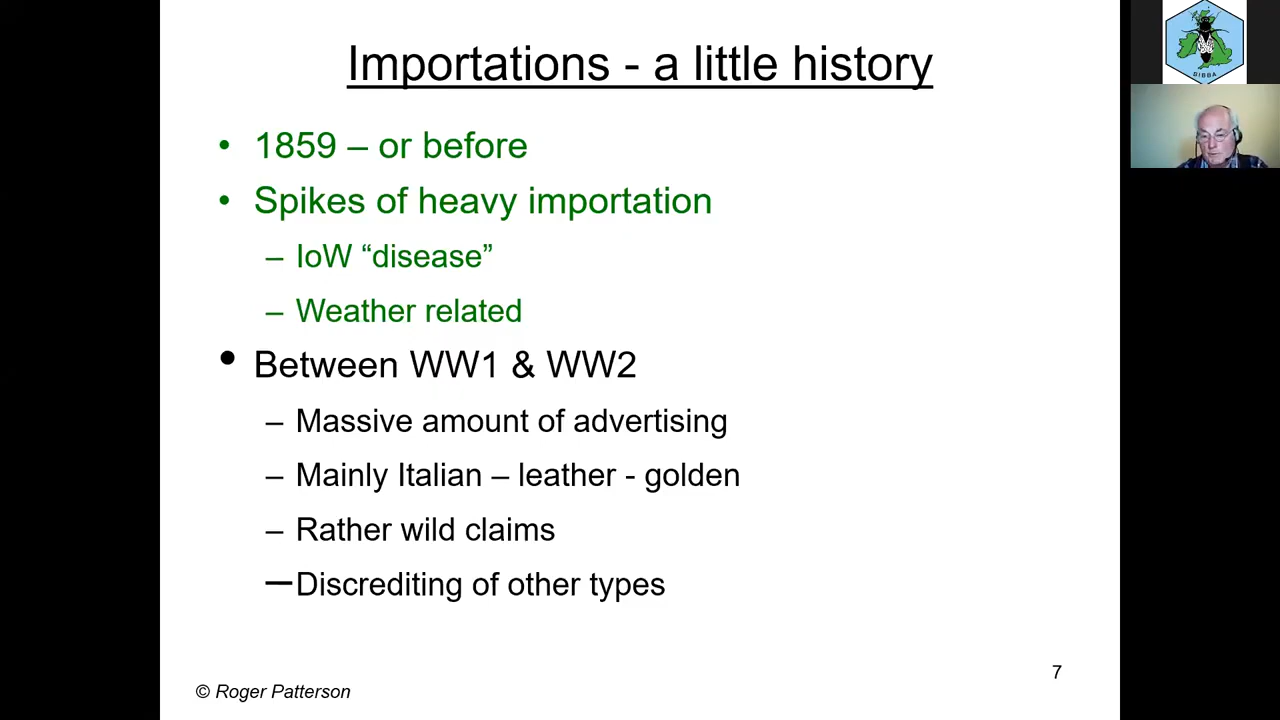 Importations - a little history
• 1859 – or before
• Spikes of heavy importation
– IoW “disease”
– Weather related
• Between WW1 & WW2
– Massive amount of advertising
– Mainly Italian – leather - golden
– Rather wild claims
– Discrediting of other types
7
© Roger Patterson
BIBBA